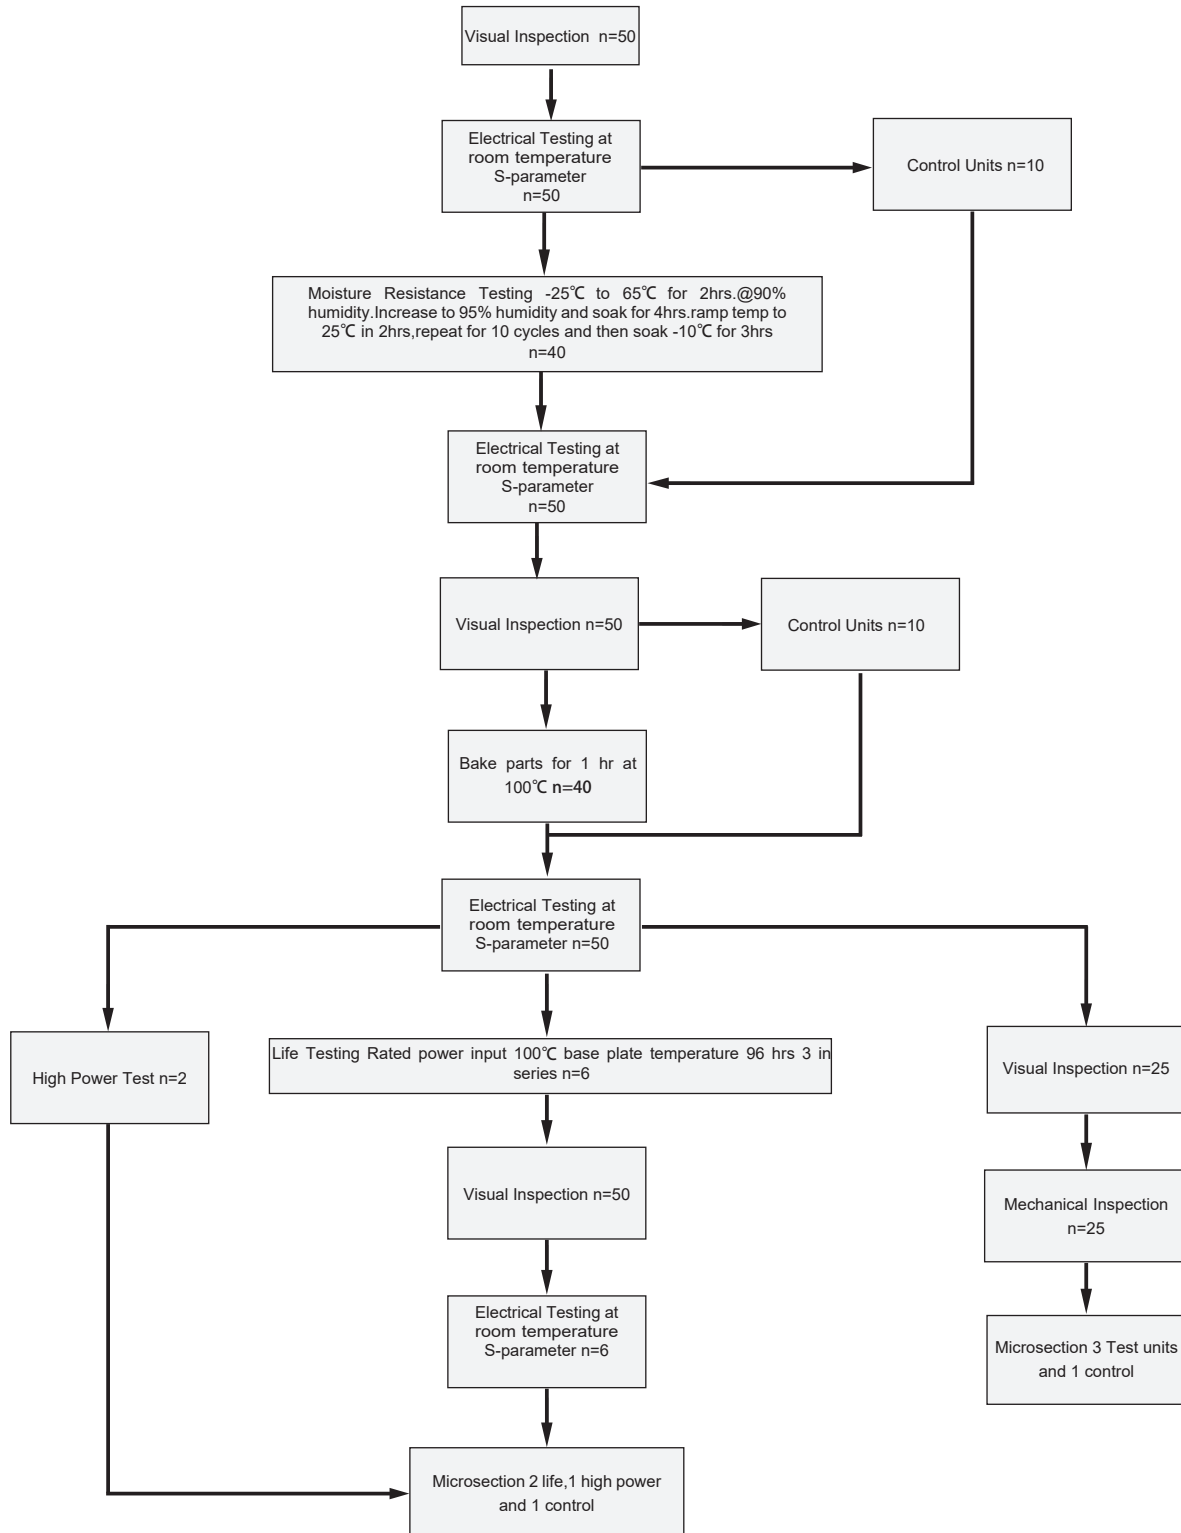 Visual Inspection n=50
Electrical Testing at
room temperature
S-parameter
n=50
Control Units n=10
Moisture Resistance Testing -25℃ to 65℃ for 2hrs.@90%
humidity.Increase to 95% humidity and soak for 4hrs.ramp temp to
25℃ in 2hrs,repeat for 10 cycles and then soak -10℃ for 3hrs
n=40
Electrical Testing at
room temperature
S-parameter
n=50
Visual Inspection n=50
Control Units n=10
Bake parts for 1 hr at
100℃ n=40
Electrical Testing at
room temperature
S-parameter n=50
High Power Test n=2
Life Testing Rated power input 100℃ base plate temperature 96 hrs 3 in
series n=6
Visual Inspection n=25
Visual Inspection n=50
Mechanical Inspection
n=25
Electrical Testing at
room temperature
S-parameter n=6
Microsection 3 Test units
and 1 control
Microsection 2 life,1 high power
and 1 control